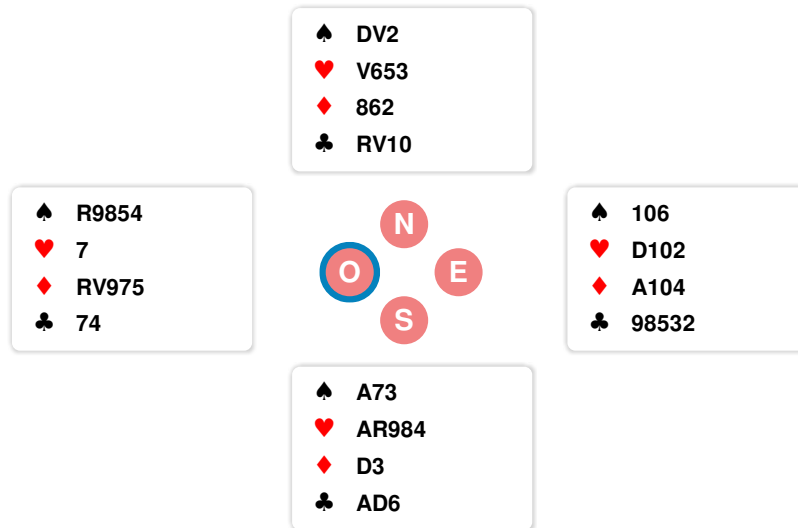 ♠ DV2
♥ V653
♦ 862
♣ RV10
♠ R9854
♥ 7
♦ RV975
♣ 74
N
O E
S
♠ 106
♥ D102
♦ A104
♣ 98532
♠ A73
♥ AR984
♦ D3
♣ AD6